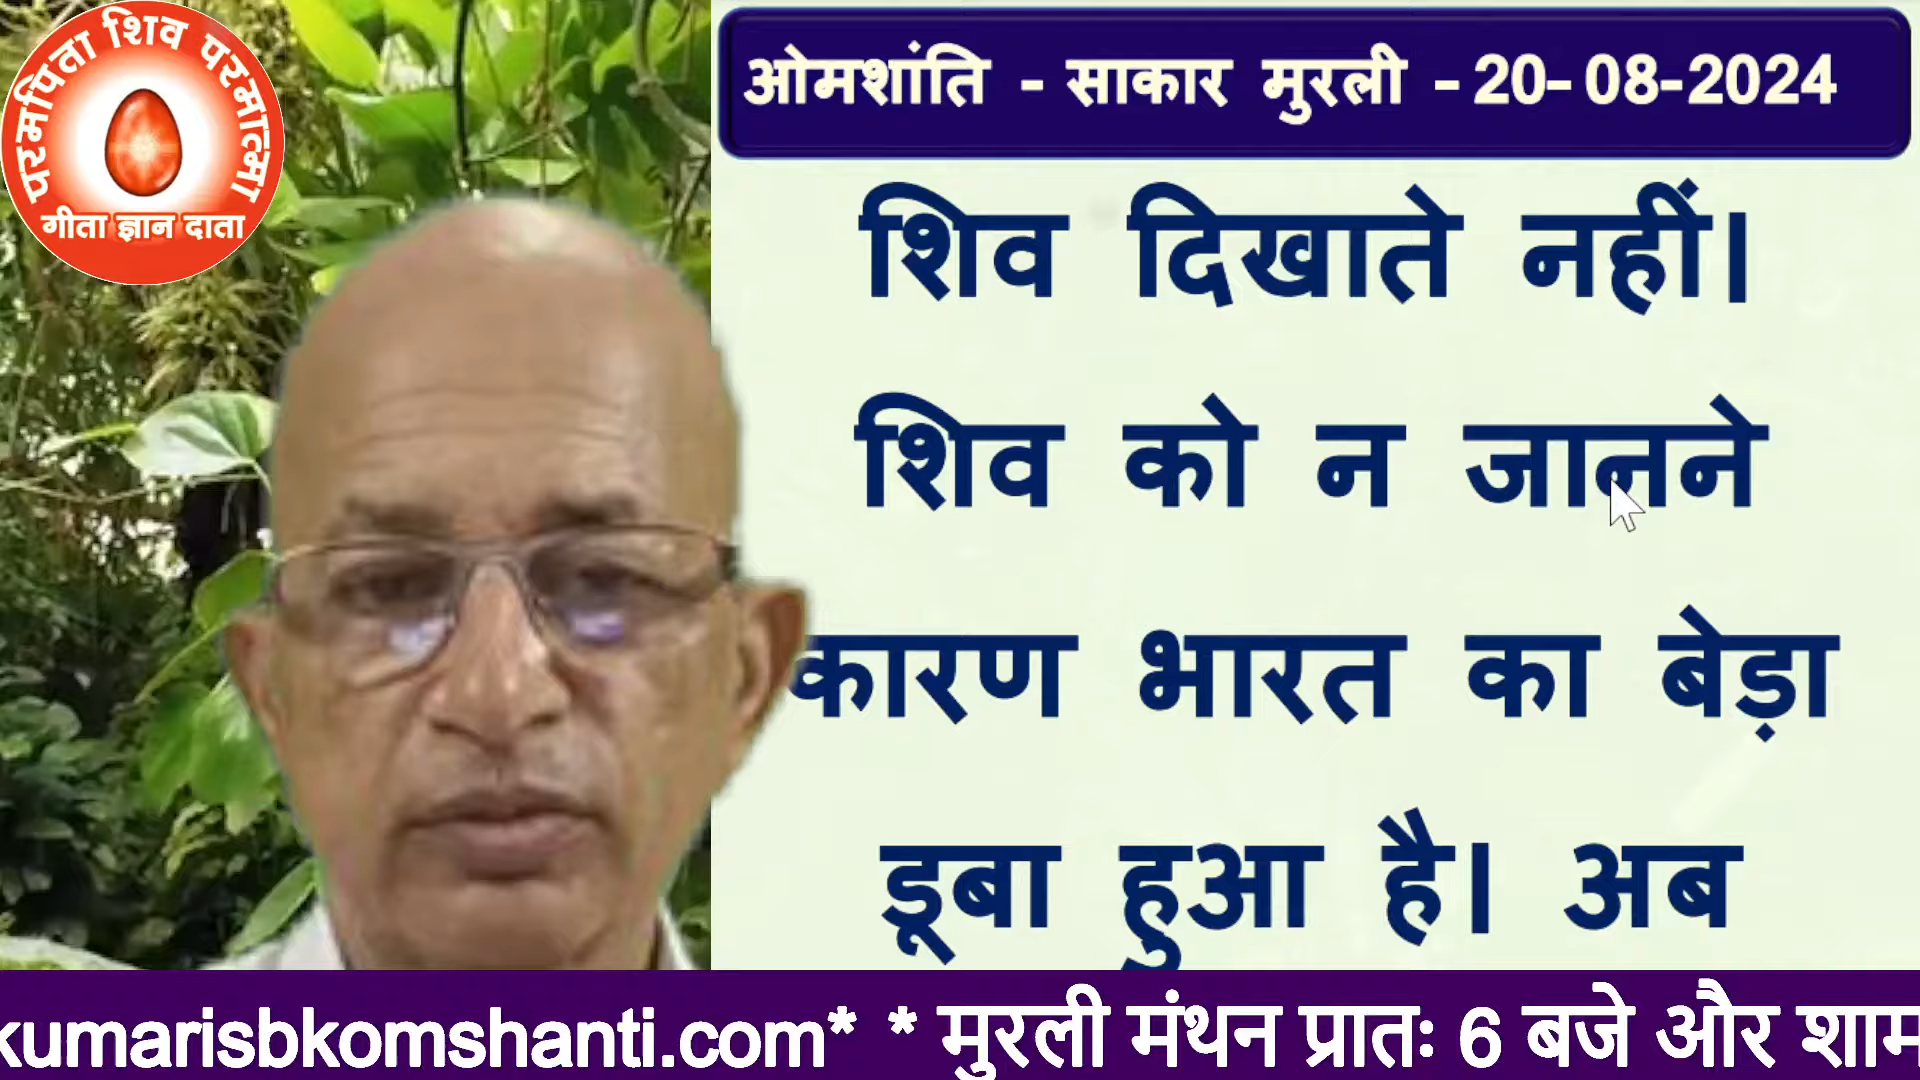 परमपिता शिव परमात्मा
गीता ज्ञान दाता
ओमशांति - साकार मुरली - 20- 08-2024
शिव दिखाते नहीं।
शिव को न जानने
कारण भारत का बेड़ा
डूबा हुआ है। अब
kumarisbkomshanti.com* * मुरली मंथन प्रातः 6 बजे और शाम